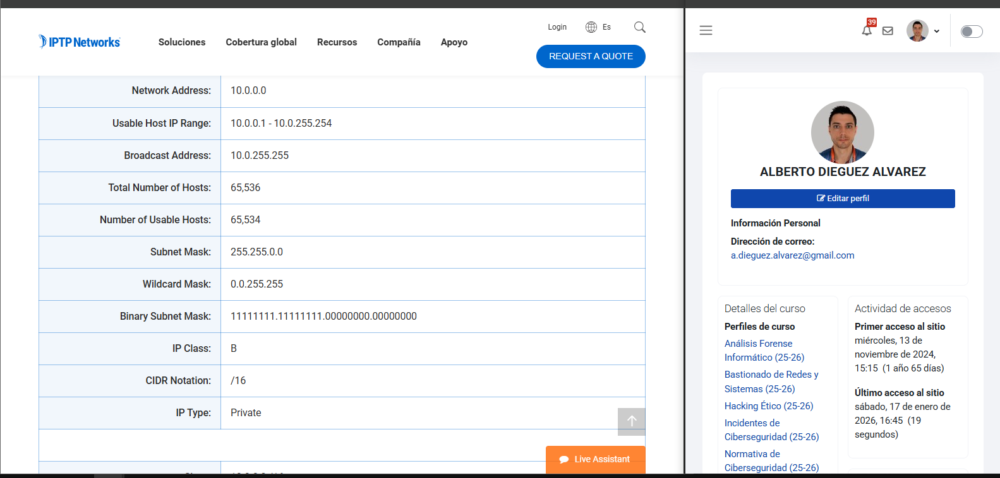 IPTP Networks
Soluciones
Cobertura global
Recursos
Compañía
Apoyo
Login
Es
REQUEST A QUOTE
Network Address: 10.0.0.0
Usable Host IP Range: 10.0.0.1 - 10.0.255.254
Broadcast Address: 10.0.255.255
Total Number of Hosts: 65,536
Number of Usable Hosts: 65,534
Subnet Mask: 255.255.0.0
Wildcard Mask: 0.0.255.255
Binary Subnet Mask: 11111111.11111111.00000000.00000000
IP Class: B
CIDR Notation: /16
IP Type: Private
Live Assistant
39
ALBERTO DIEGUEZ ALVAREZ
Editar perfil
Información Personal
Dirección de correo:
a.dieguez.alvarez@gmail.com
Detalles del curso
Perfiles de curso
Análisis Forense
Informático (25-26)
Bastionado de Redes y
Sistemas (25-26)
Hacking Ético (25-26)
Incidentes de
Ciberseguridad (25-26)
Normativa de
Ciberseguridad (25-26)
Actividad de accesos
Primer acceso al sitio
miércoles, 13 de
noviembre de 2024,
15:15 (1 año 65 días)
Último acceso al sitio
sábado, 17 de enero de
2026, 16:45 (19
segundos)